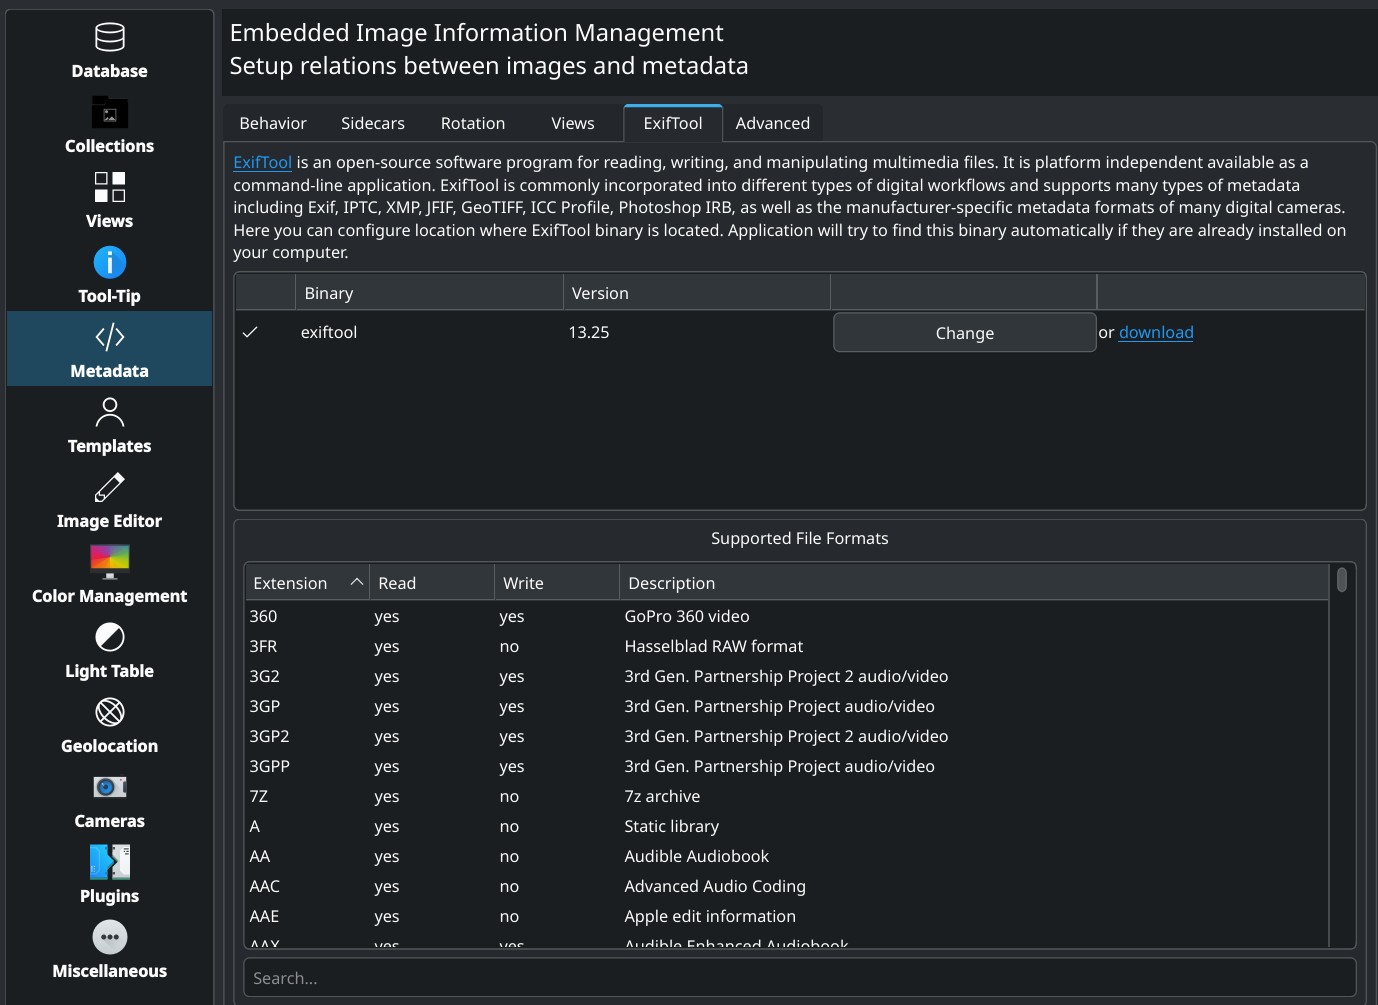 Database
Collections
Views
Tool-Tip
Metadata
Templates
Image Editor
Color Management
Light Table
Geolocation
Cameras
Plugins
Miscellaneous
Embedded Image Information Management
Setup relations between images and metadata
Behavior Sidecars Rotation Views ExifTool Advanced
ExifTool is an open-source software program for reading, writing, and manipulating multimedia files. It is platform independent available as a
command-line application. ExifTool is commonly incorporated into different types of digital workflows and supports many types of metadata
including Exif, IPTC, XMP, JFIF, GeoTIFF, ICC Profile, Photoshop IRB, as well as the manufacturer-specific metadata formats of many digital cameras.
Here you can configure location where ExifTool binary is located. Application will try to find this binary automatically if they are already installed on
your computer.
Binary Version
exiftool 13.25 Change or download
Supported File Formats
Extension Read Write Description
360 yes yes GoPro 360 video
3FR yes no Hasselblad RAW format
3G2 yes yes 3rd Gen. Partnership Project 2 audio/video
3GP yes yes 3rd Gen. Partnership Project audio/video
3GP2 yes yes 3rd Gen. Partnership Project 2 audio/video
3GPP yes yes 3rd Gen. Partnership Project audio/video
7Z yes no 7z archive
A yes no Static library
AA yes no Audible Audiobook
AAC yes no Advanced Audio Coding
AAE yes no Apple edit information
AAX yes yes Audible Enhanced Audiobook
Search...